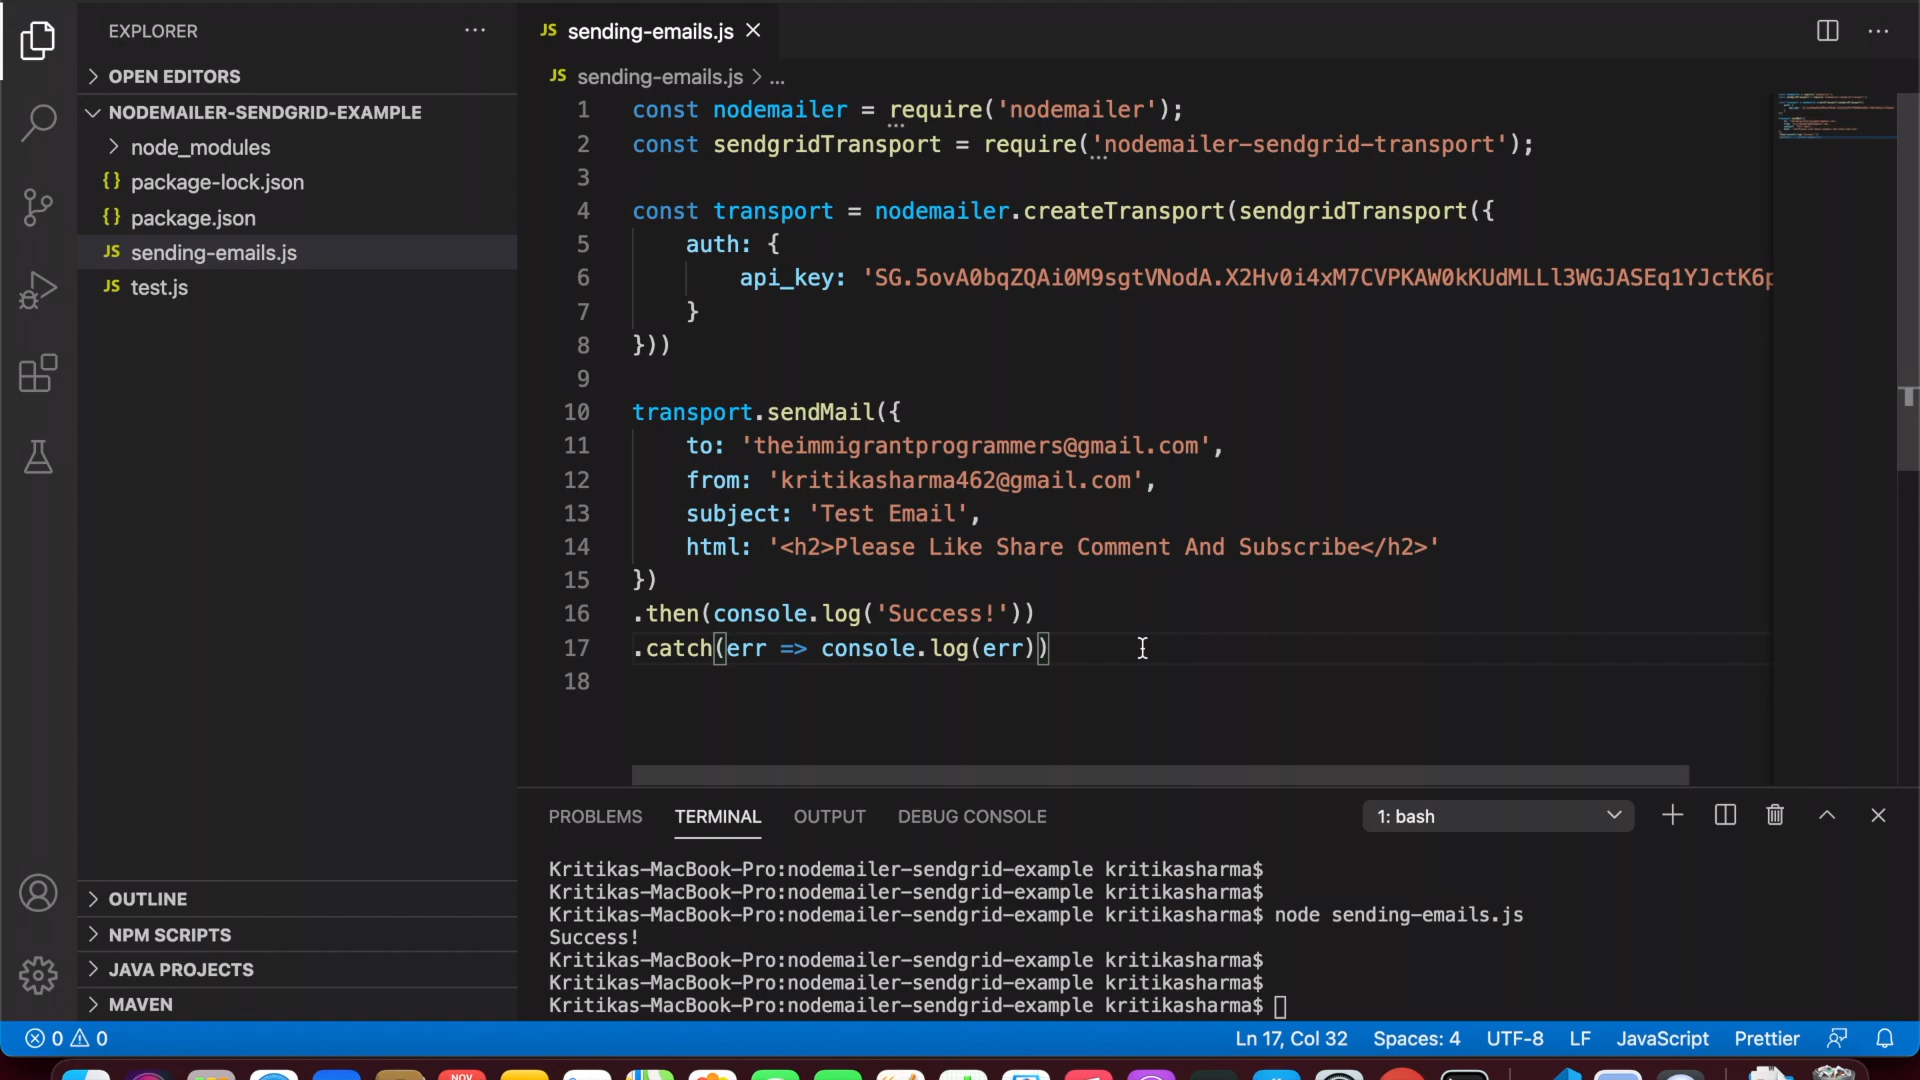 EXPLORER
OPEN EDITORS
NODEMAILER-SENDGRID-EXAMPLE
node_modules
{} package-lock.json
{} package.json
JS sending-emails.js
JS test.js
OUTLINE
NPM SCRIPTS
JAVA PROJECTS
MAVEN
JS sending-emails.js
JS sending-emails.js > ...
1 const nodemailer = require('nodemailer');
2 const sendgridTransport = require('nodemailer-sendgrid-transport');
3
4 const transport = nodemailer.createTransport(sendgridTransport({
5 auth: {
6 api_key: 'SG.5ovA0bqZQAi0M9sgtVNodA.X2Hv0i4xM7CVPKAW0kKUdMLLl3WGJASEq1YJctK6p
7 }
8 }))
9
10 transport.sendMail({
11 to: 'theimmigrantprogrammers@gmail.com',
12 from: 'kritikasharma462@gmail.com',
13 subject: 'Test Email',
14 html: '<h2>Please Like Share Comment And Subscribe</h2>'
15 })
16 .then(console.log('Success!'))
17 .catch(err => console.log(err))
18
PROBLEMS TERMINAL OUTPUT DEBUG CONSOLE 1: bash
Kritikas-MacBook-Pro:nodemailer-sendgrid-example kritikasharma$
Kritikas-MacBook-Pro:nodemailer-sendgrid-example kritikasharma$
Kritikas-MacBook-Pro:nodemailer-sendgrid-example kritikasharma$ node sending-emails.js
Success!
Kritikas-MacBook-Pro:nodemailer-sendgrid-example kritikasharma$
Kritikas-MacBook-Pro:nodemailer-sendgrid-example kritikasharma$
Kritikas-MacBook-Pro:nodemailer-sendgrid-example kritikasharma$
0 0 Ln 17, Col 32 Spaces: 4 UTF-8 LF JavaScript Prettier
NOV